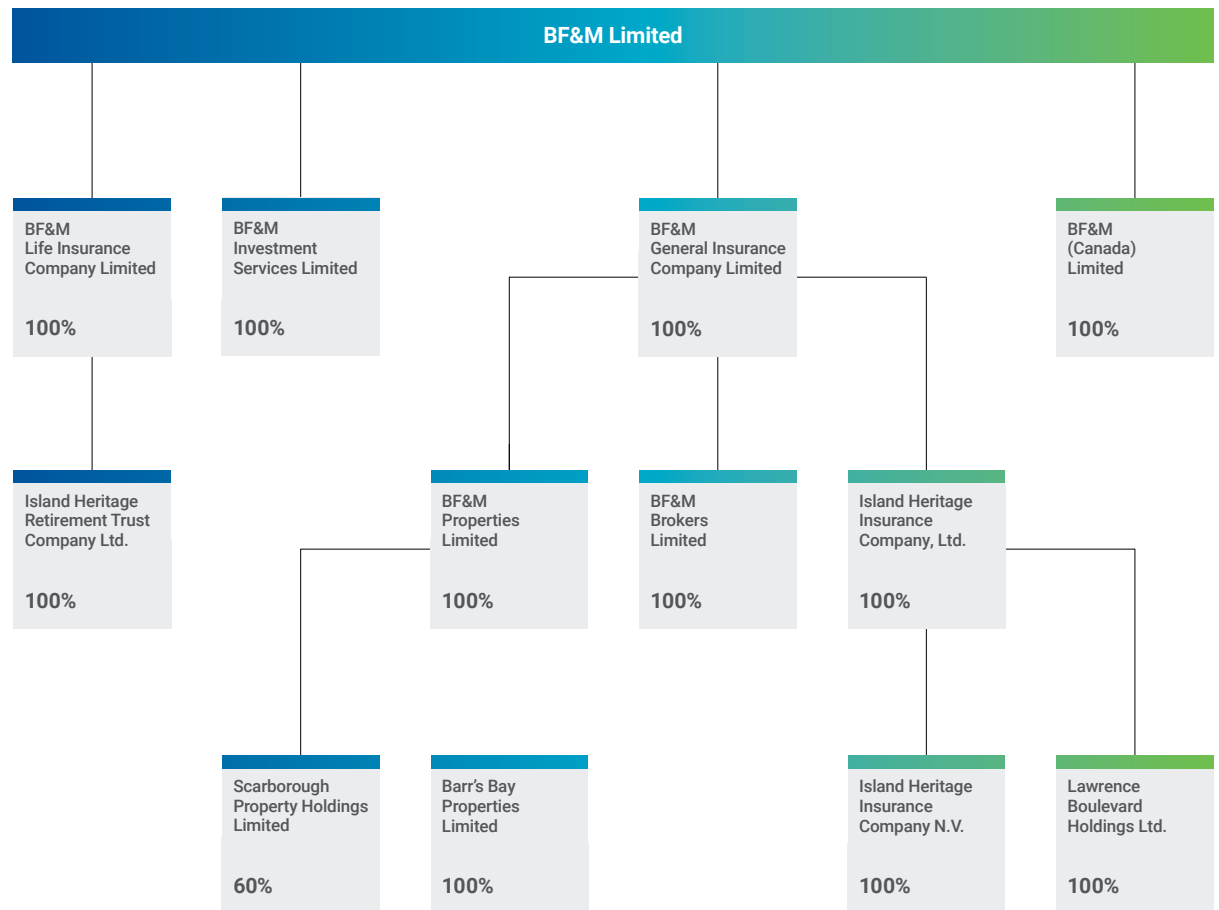 BF&M Limited
BF&M
Life Insurance
Company Limited
100%
BF&M
Investment
Services Limited
100%
BF&M
General Insurance
Company Limited
100%
BF&M
(Canada)
Limited
100%
Island Heritage
Retirement Trust
Company Ltd.
100%
BF&M
Properties
Limited
100%
BF&M
Brokers
Limited
100%
Island Heritage
Insurance
Company, Ltd.
100%
Scarborough
Property Holdings
Limited
60%
Barr's Bay
Properties
Limited
100%
Island Heritage
Insurance
Company N.V.
100%
Lawrence
Boulevard
Holdings Ltd.
100%